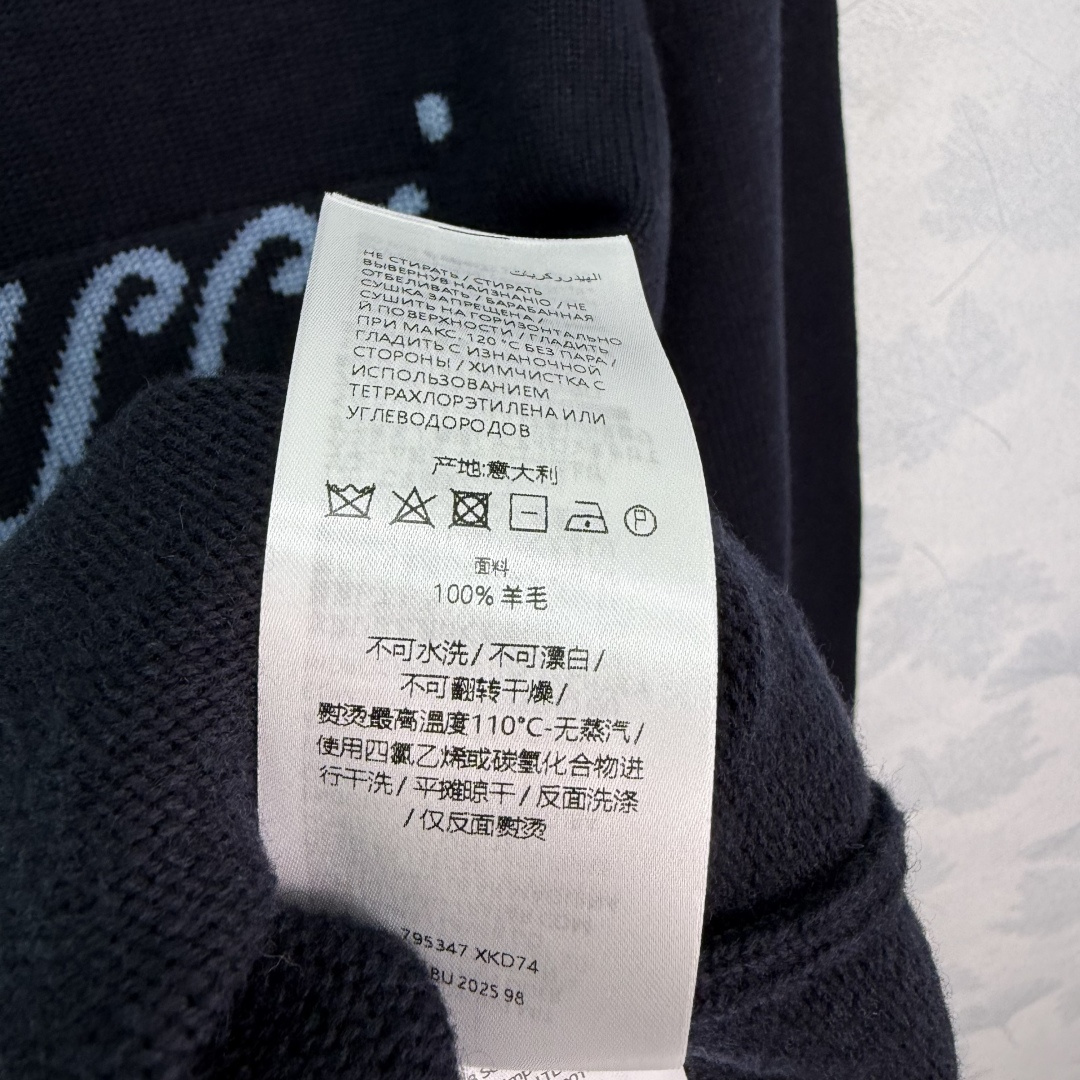 الهيدروكربنات
НЕ СТИРАТЬ / СТИРАТЬ
ВЫВЕРНУВ НАИЗНАНІО / НЕ
ОТБЕЛИВАТЬ / БАРАБАННАЯ
СУШКА ЗАПРЕЩЕНА /
СУШИТЬ НА ГОРИЗОНТАЛЬНО
Й ПОВЕРХНОСТИ / ГЛАДИТЬ
ПРИ МАКС. 120 °C БЕЗ ПАРА /
ГЛАДИТЬ С ИЗНАНОЧНОЙ
СТОРОНЫ / ХИМЧИСТКА С
ИСПОЛЬЗОВАНИЕМ
ТЕТРАХЛОРЭТИЛЕНА ИЛИ
УГЛЕВОДОРОДОВ
产地:意大利
P
面料
100% 羊毛
不可水洗 / 不可漂白 /
不可翻转干燥 /
熨烫最高温度110°C-无蒸汽 /
使用四氯乙烯或碳氢化合物进
行干洗 / 平摊晾干 / 反面洗涤
/ 仅反面熨烫
795347 XKD74
BU 2025 98